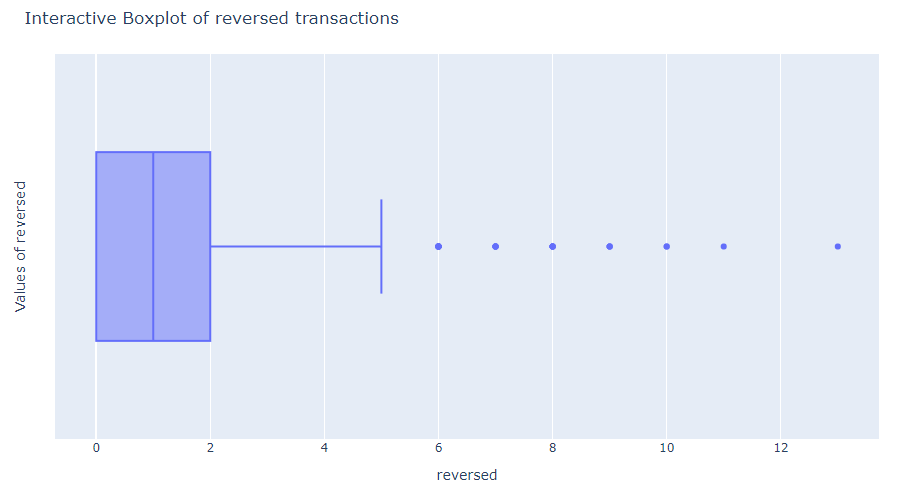 Interactive Boxplot of reversed transactions
Values of reversed
0 2 4 6 8 10 12
reversed